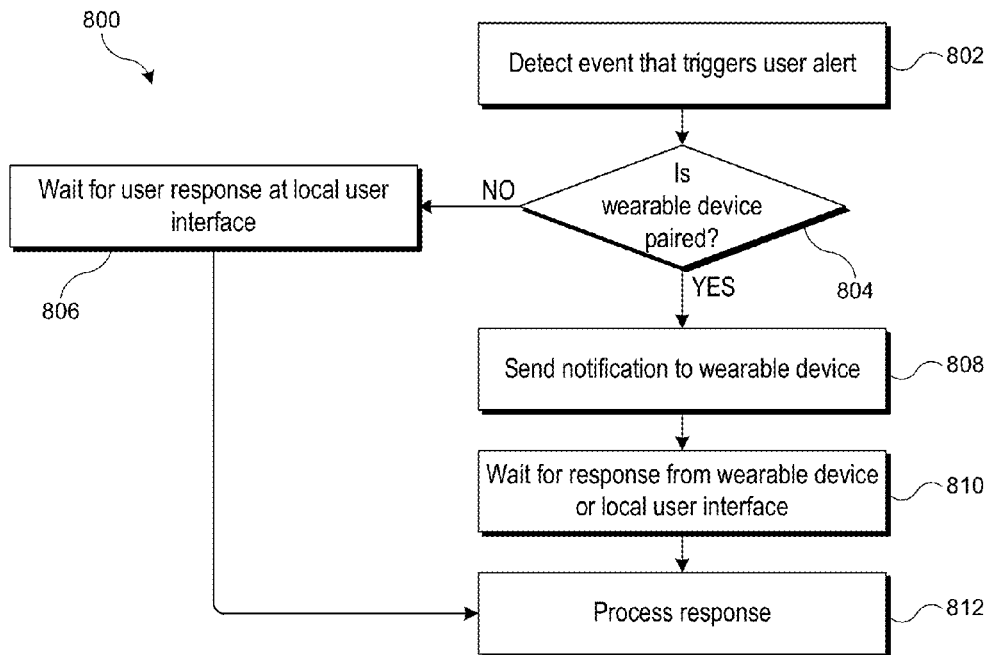 800
Detect event that triggers user alert
802
Is
wearable device
paired?
804
NO
Wait for user response at local user
interface
806
YES
Send notification to wearable device
808
Wait for response from wearable device
or local user interface
810
Process response
812